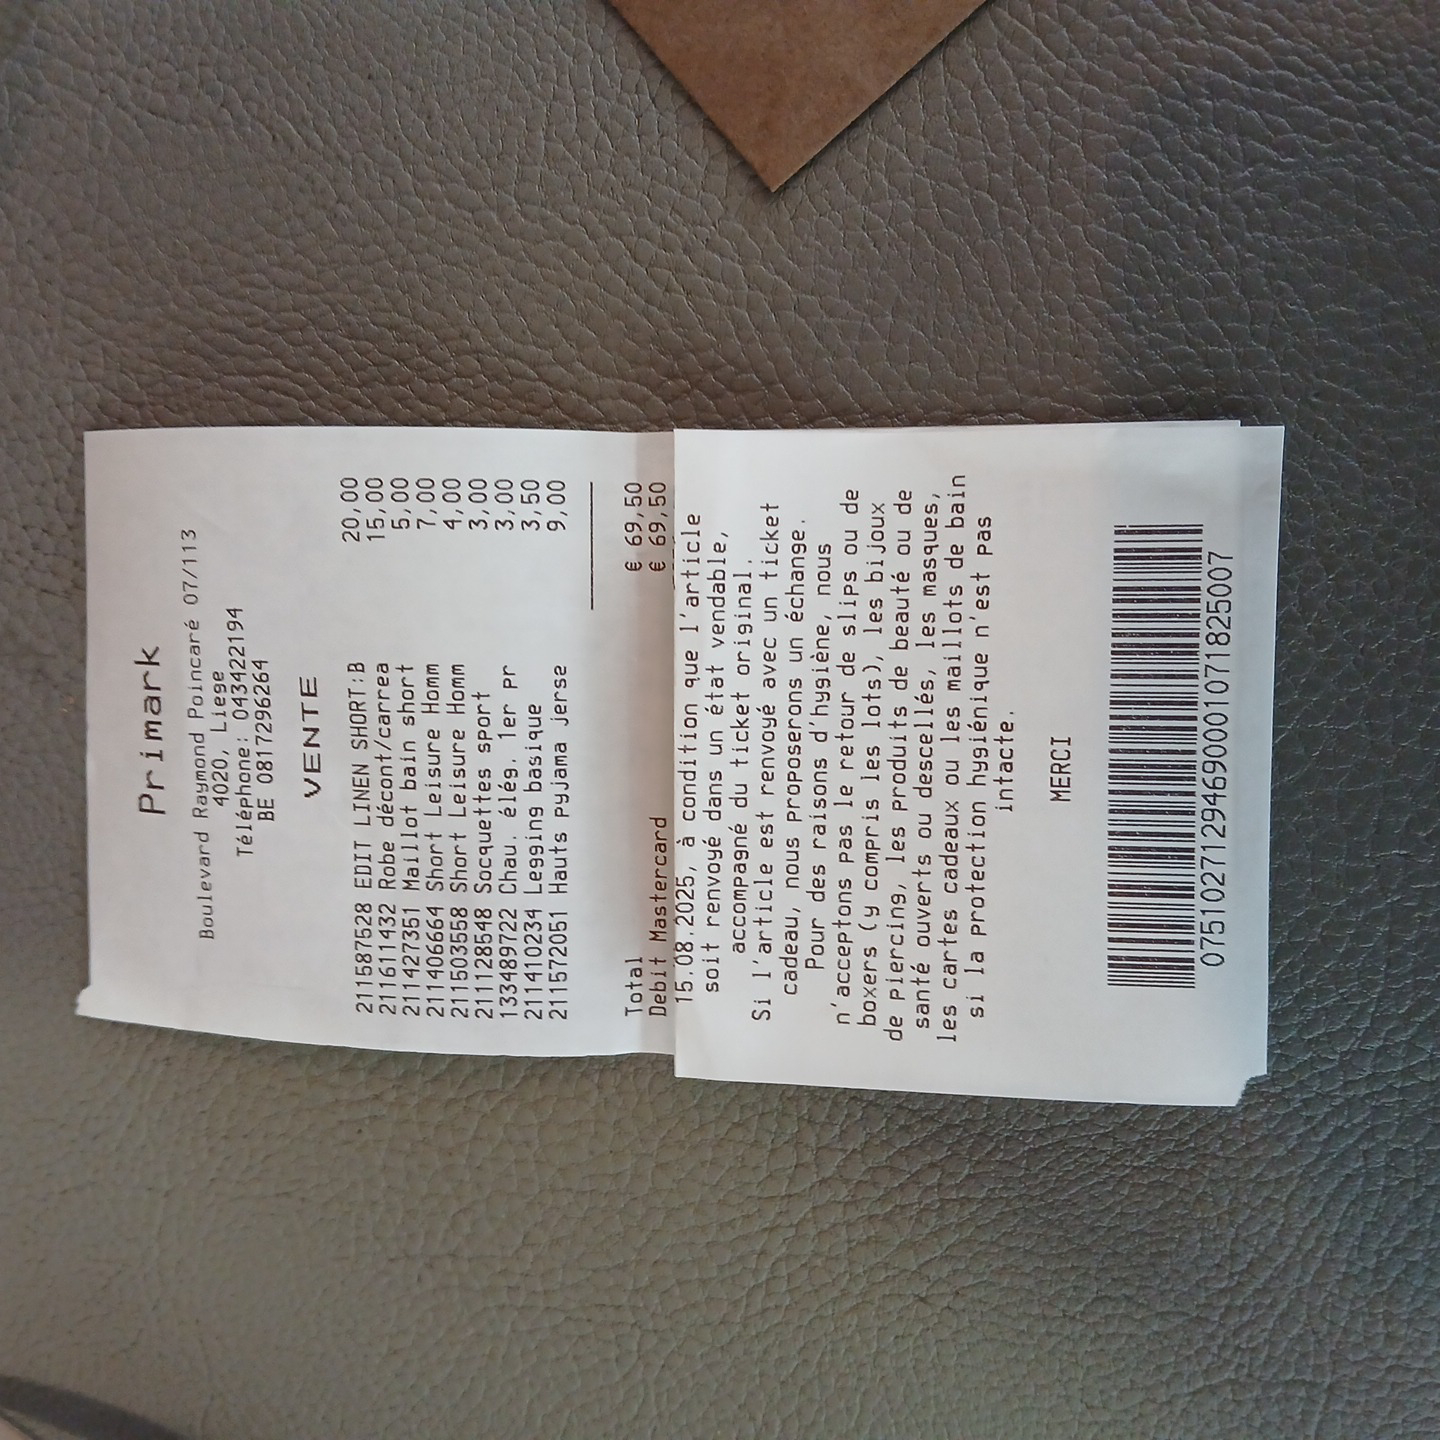 Primark
Boulevard Raymond Poincaré 07/113
4020, Liege
Téléphone: 043422194
BE 0817296264
VENTE
211587528 EDIT LINEN SHORT:B 20,00
211611432 Robe décont/carrea 15,00
211427351 Maillot bain short 5,00
211406664 Short Leisure Homm 7,00
211503558 Short Leisure Homm 4,00
211128548 Socquettes sport 3,00
133489722 Chau. élég. 1er pr 3,00
211410234 Legging basique 3,50
211572051 Hauts pyjama jerse 9,00
Total € 69,50
Debit Mastercard € 69,50
15.08.2025, à condition que l'article
soit renvoyé dans un état vendable,
accompagné du ticket original.
Si l'article est renvoyé avec un ticket
cadeau, nous proposerons un échange.
Pour des raisons d'hygiène, nous
n'acceptons pas le retour de slips ou de
boxers (y compris les lots), les bijoux
de piercing, les produits de beauté ou de
santé ouverts ou descellés, les masques,
les cartes cadeaux ou les maillots de bain
si la protection hygiénique n'est pas
intacte.
MERCI
07510271294690001071825007